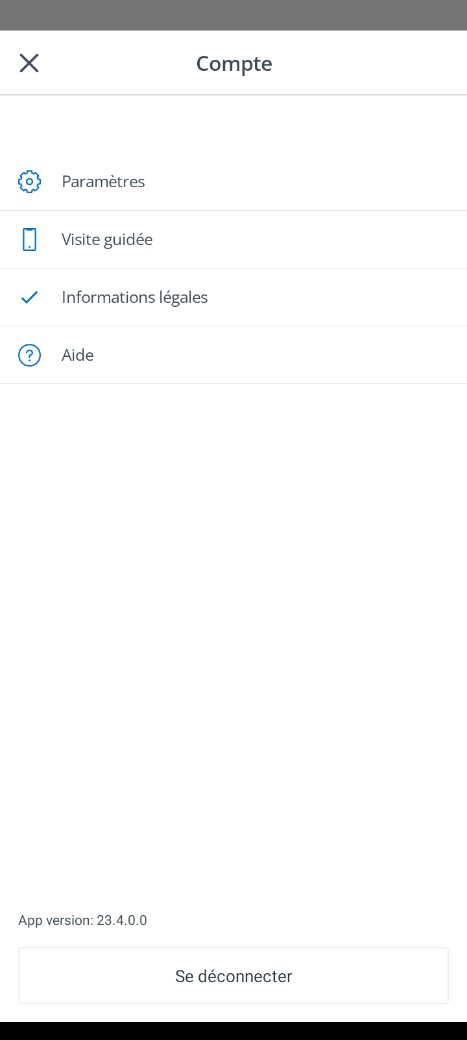 Compte
Paramètres
Visite guidée
Informations légales
Aide
App version: 23.4.0.0
Se déconnecter